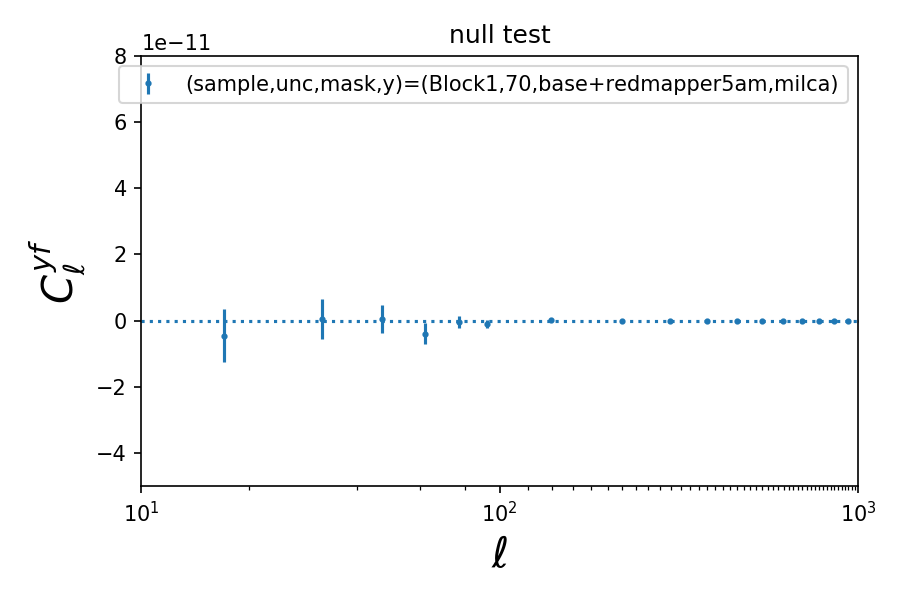 null test
1e−11
(sample,unc,mask,y)=(Block1,70,base+redmapper5am,milca)
8
6
4
2
0
−2
−4
C_ℓ^{yf}
10^1
10^2
10^3
ℓ